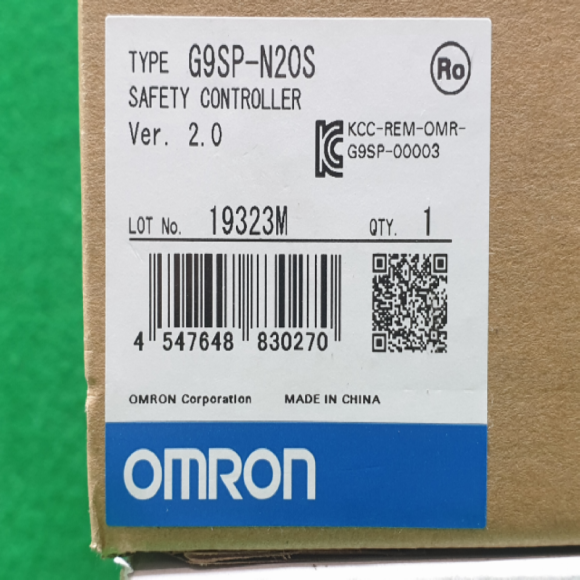 TYPE G9SP-N20S
Ro
SAFETY CONTROLLER
Ver. 2.0
KCC-REM-OMR-
G9SP-00003
LOT No. 19323M QTY. 1
4 547648 830270
OMRON Corporation MADE IN CHINA
OMRON